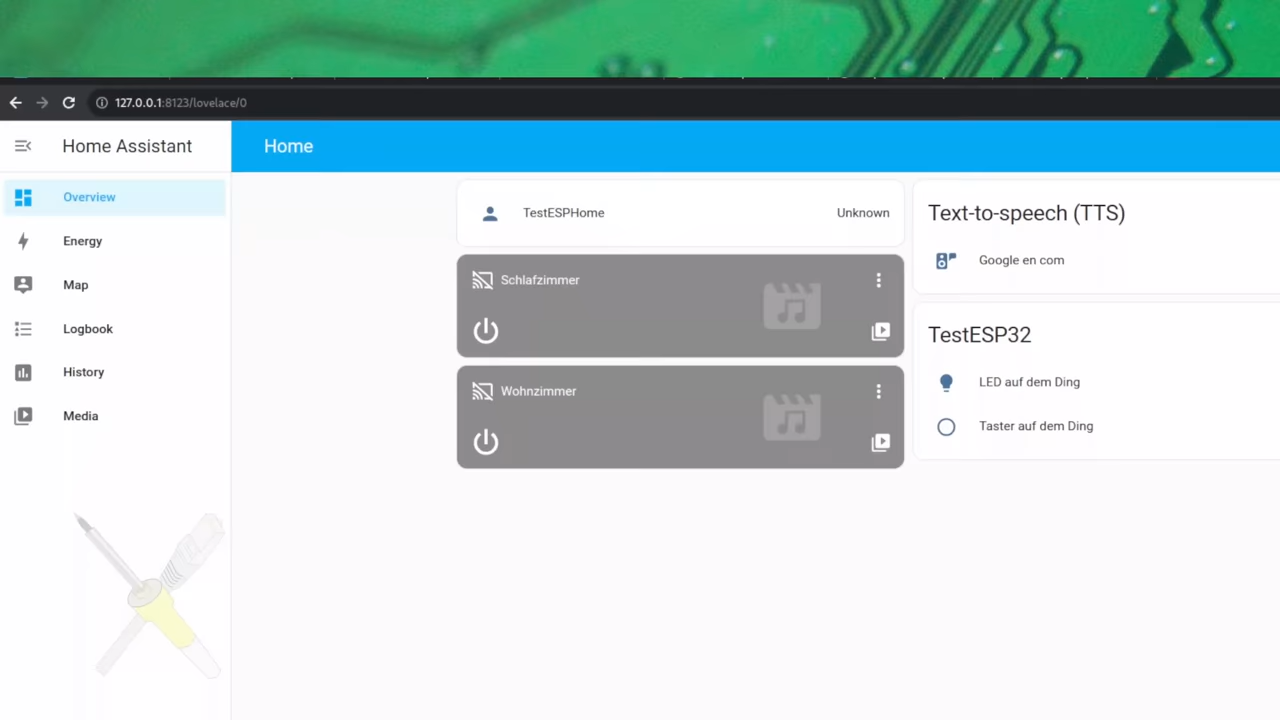 127.0.0.1:8123/lovelace/0
Home Assistant
Home
Overview
Energy
Map
Logbook
History
Media
TestESPHome
Unknown
Schlafzimmer
Wohnzimmer
Text-to-speech (TTS)
Google en com
TestESP32
LED auf dem Ding
Taster auf dem Ding